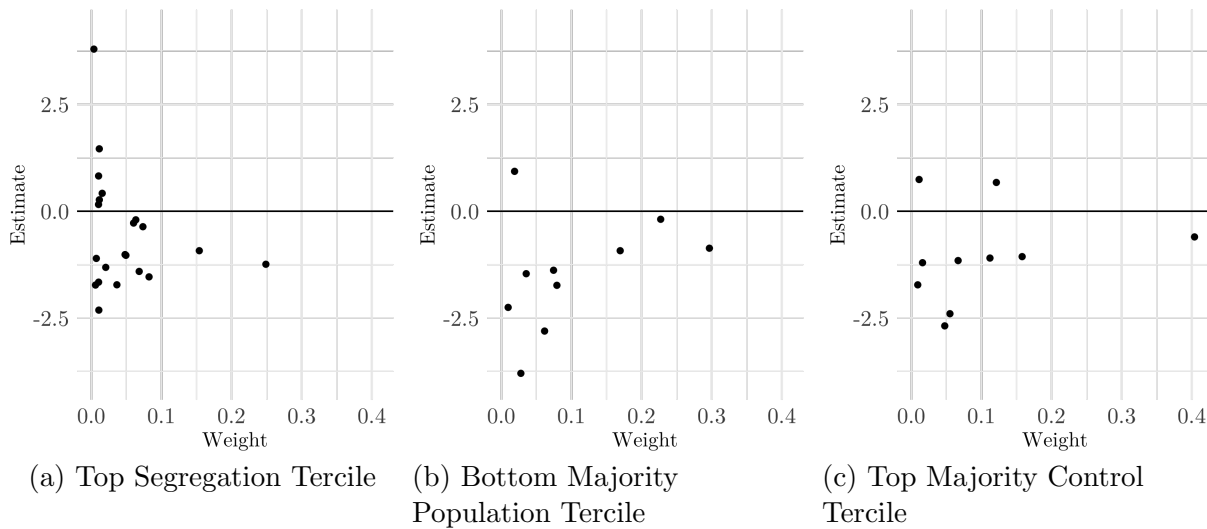 2.5
0.0
-2.5
Estimate
0.0 0.1 0.2 0.3 0.4
Weight
(a) Top Segregation Tercile
2.5
0.0
-2.5
Estimate
0.0 0.1 0.2 0.3 0.4
Weight
(b) Bottom Majority
Population Tercile
2.5
0.0
-2.5
Estimate
0.0 0.1 0.2 0.3 0.4
Weight
(c) Top Majority Control
Tercile